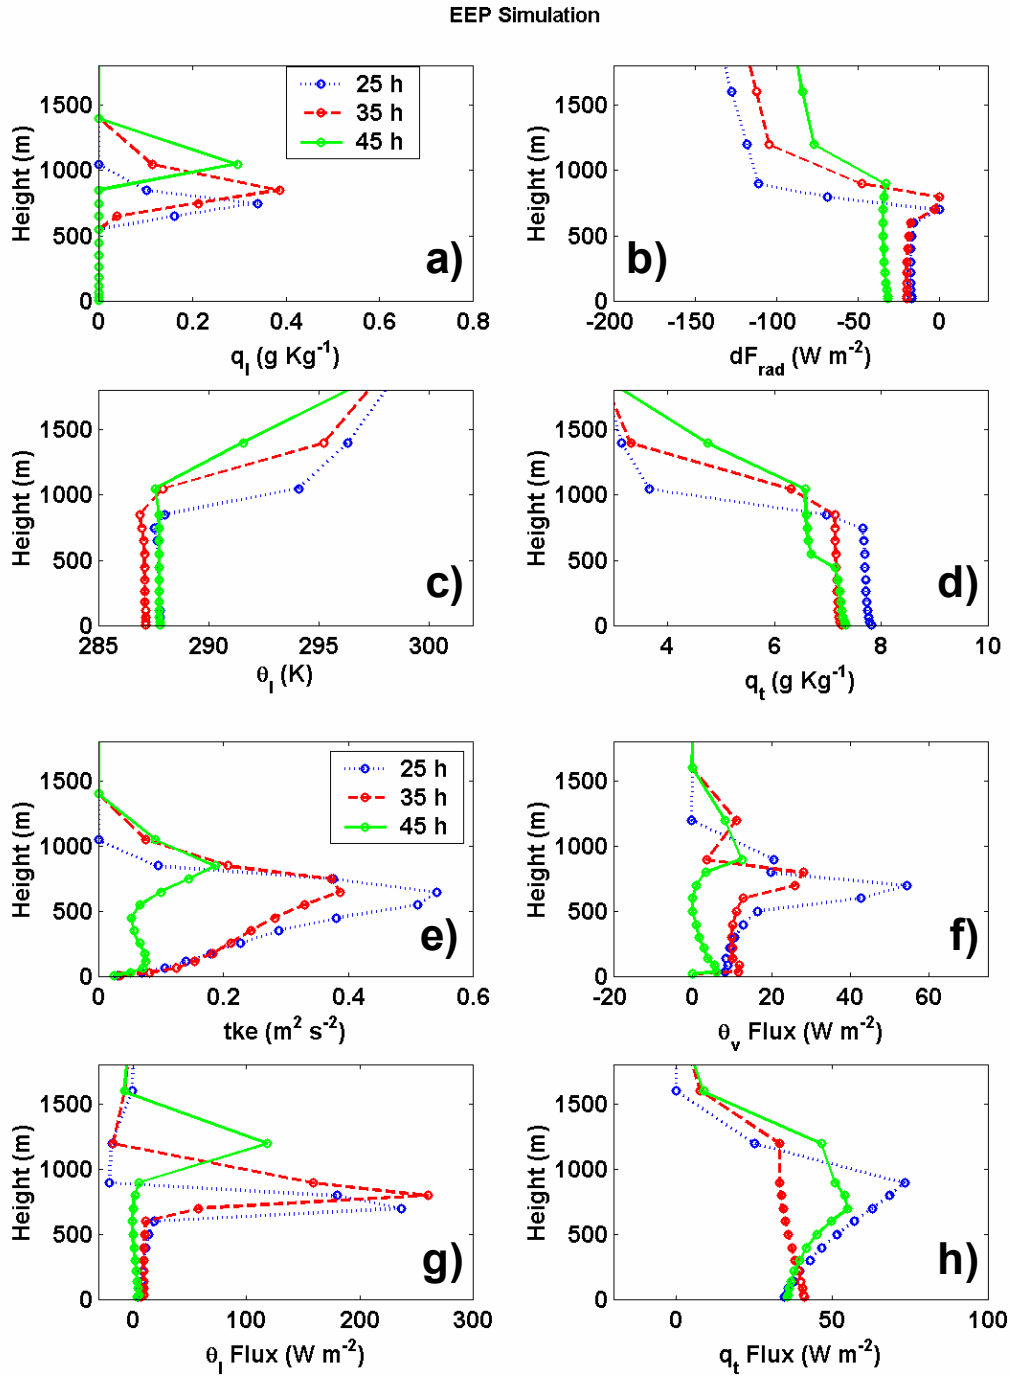 EEP Simulation
25 h
35 h
45 h
Height (m)
1500
1000
500
0
0 0.2 0.4 0.6 0.8
q_l (g Kg^-1)
a)
Height (m)
1500
1000
500
0
-200 -150 -100 -50 0
dF_rad (W m^-2)
b)
Height (m)
1500
1000
500
0
285 290 295 300
θ_l (K)
c)
Height (m)
1500
1000
500
0
4 6 8 10
q_t (g Kg^-1)
d)
25 h
35 h
45 h
Height (m)
1500
1000
500
0
0 0.2 0.4 0.6
tke (m^2 s^-2)
e)
Height (m)
1500
1000
500
0
-20 0 20 40 60
θ_v Flux (W m^-2)
f)
Height (m)
1500
1000
500
0
0 100 200 300
θ_l Flux (W m^-2)
g)
Height (m)
1500
1000
500
0
0 50 100
q_t Flux (W m^-2)
h)